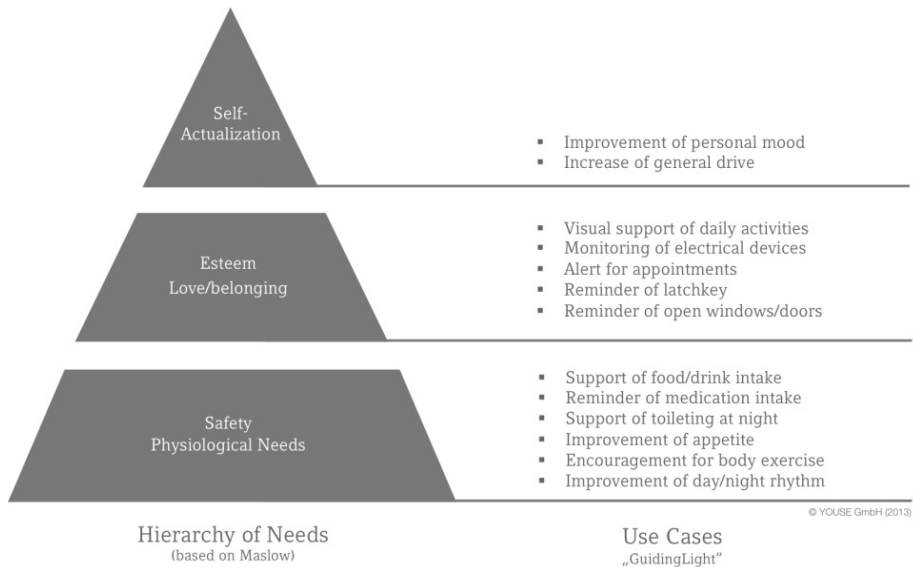 Self-
Actualization
▪ Improvement of personal mood
▪ Increase of general drive
Esteem
Love/belonging
▪ Visual support of daily activities
▪ Monitoring of electrical devices
▪ Alert for appointments
▪ Reminder of latchkey
▪ Reminder of open windows/doors
Safety
Physiological Needs
▪ Support of food/drink intake
▪ Reminder of medication intake
▪ Support of toileting at night
▪ Improvement of appetite
▪ Encouragement for body exercise
▪ Improvement of day/night rhythm
© YOUSE GmbH (2013)
Hierarchy of Needs
(based on Maslow)
Use Cases
„GuidingLight“